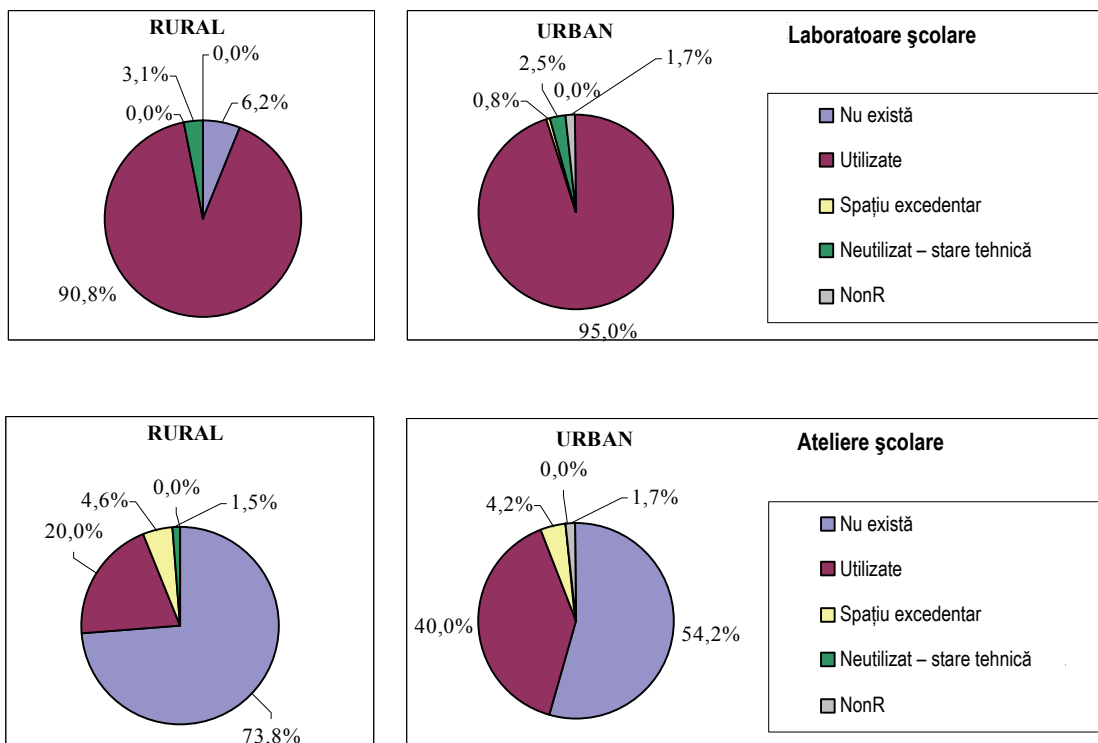 RURAL
0,0%
3,1%
0,0%
6,2%
90,8%
URBAN
2,5%
1,7%
0,8%
0,0%
95,0%
Laboratoare şcolare
Nu există
Utilizate
Spațiu excedentar
Neutilizat – stare tehnică
NonR
RURAL
4,6%
0,0%
1,5%
20,0%
73,8%
URBAN
0,0%
4,2%
1,7%
40,0%
54,2%
Ateliere şcolare
Nu există
Utilizate
Spațiu excedentar
Neutilizat – stare tehnică
NonR